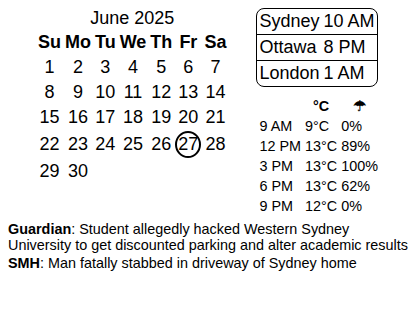 June 2025
Su Mo Tu We Th Fr Sa
1 2 3 4 5 6 7
8 9 10 11 12 13 14
15 16 17 18 19 20 21
22 23 24 25 26 27 28
29 30
Sydney 10 AM
Ottawa 8 PM
London 1 AM
°C ☂
9 AM 9°C 0%
12 PM 13°C 89%
3 PM 13°C 100%
6 PM 13°C 62%
9 PM 12°C 0%
Guardian: Student allegedly hacked Western Sydney
University to get discounted parking and alter academic results
SMH: Man fatally stabbed in driveway of Sydney home